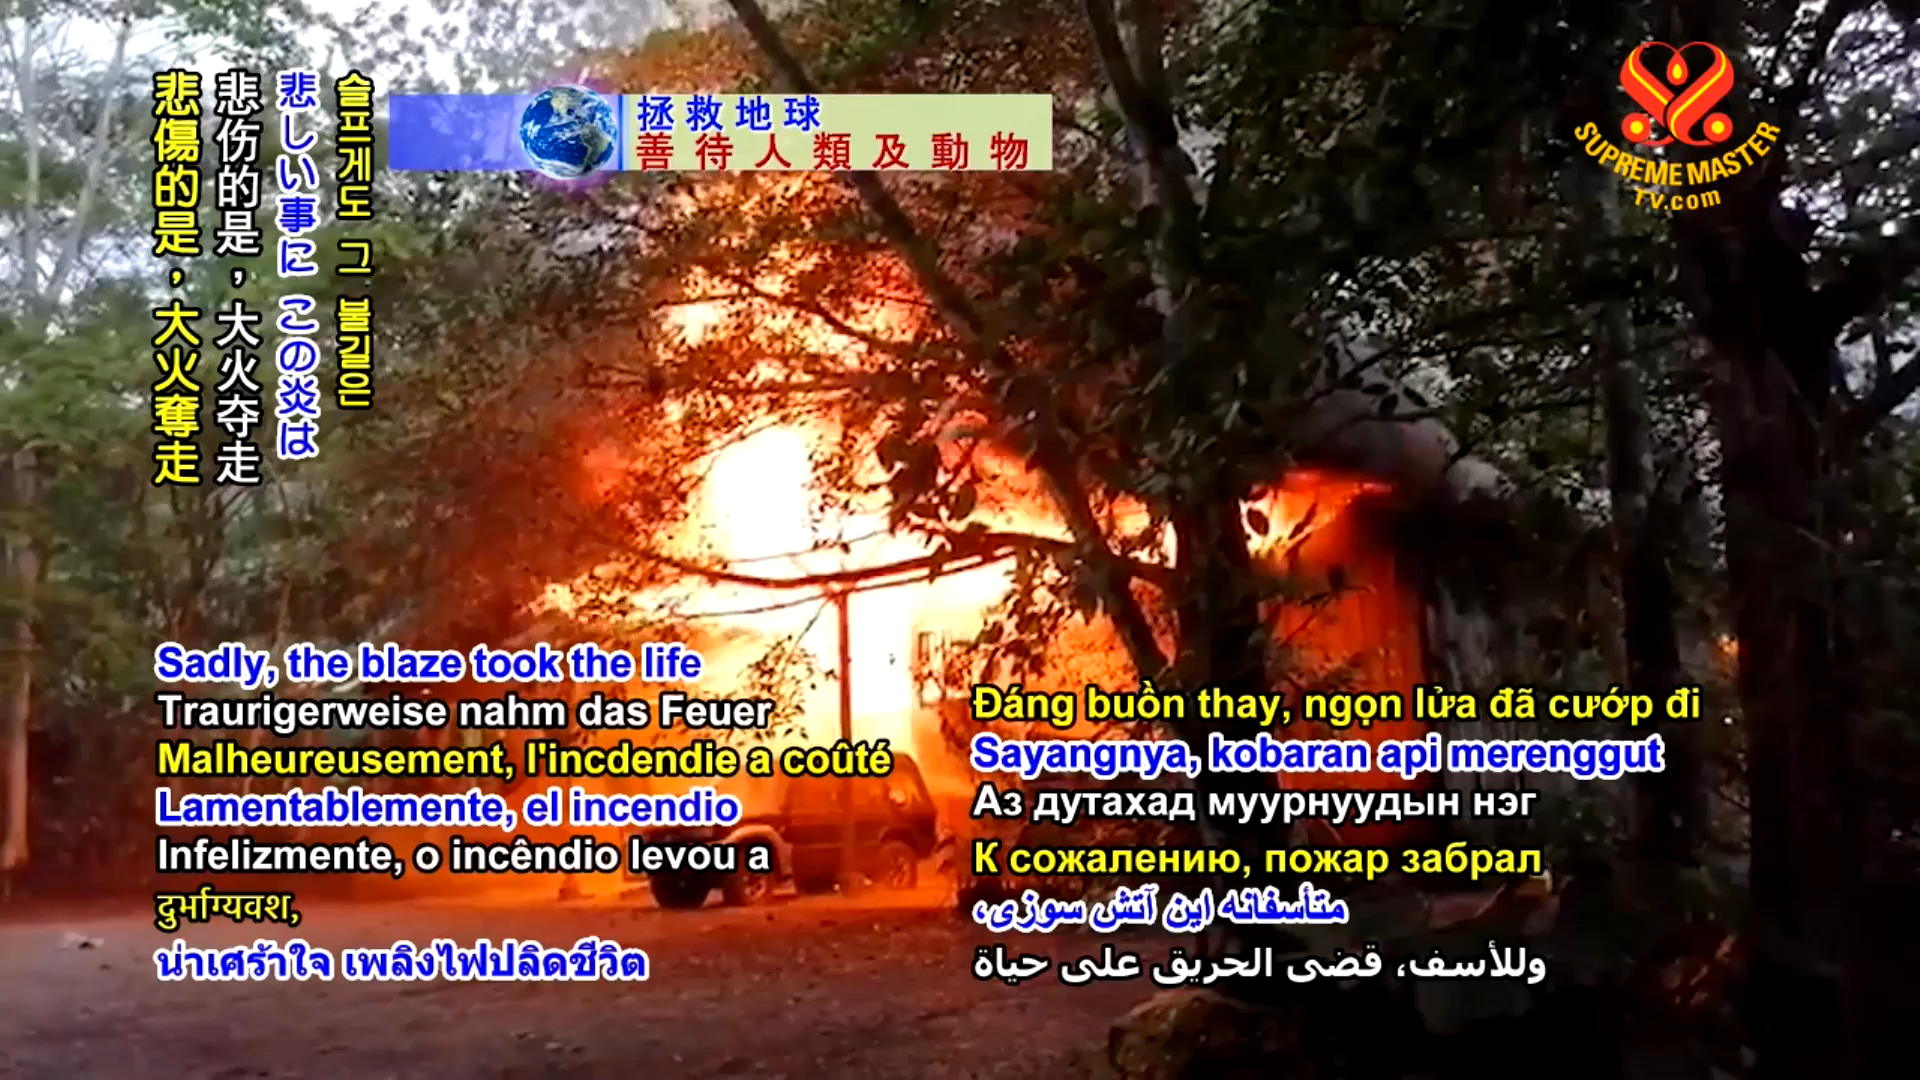 悲傷的是，大火奪走
悲伤的是，大火夺走
悲しい事に この炎は
슬프게도 그 불길은
拯救地球
善待人類及動物
SUPREME MASTER
TV.com
Sadly, the blaze took the life
Traurigerweise nahm das Feuer
Malheureusement, l'incdendie a coûté
Lamentablemente, el incendio
Infelizmente, o incêndio levou a
दुर्भाग्यवश,
น่าเศร้าใจ เพลิงไฟปลิดชีวิต
Đáng buồn thay, ngọn lửa đã cướp đi
Sayangnya, kobaran api merenggut
Аз дутахад муурнуудын нэг
К сожалению, пожар забрал
متأسفانه این آتش سوزی،
وللأسف، قضى الحريق على حياة